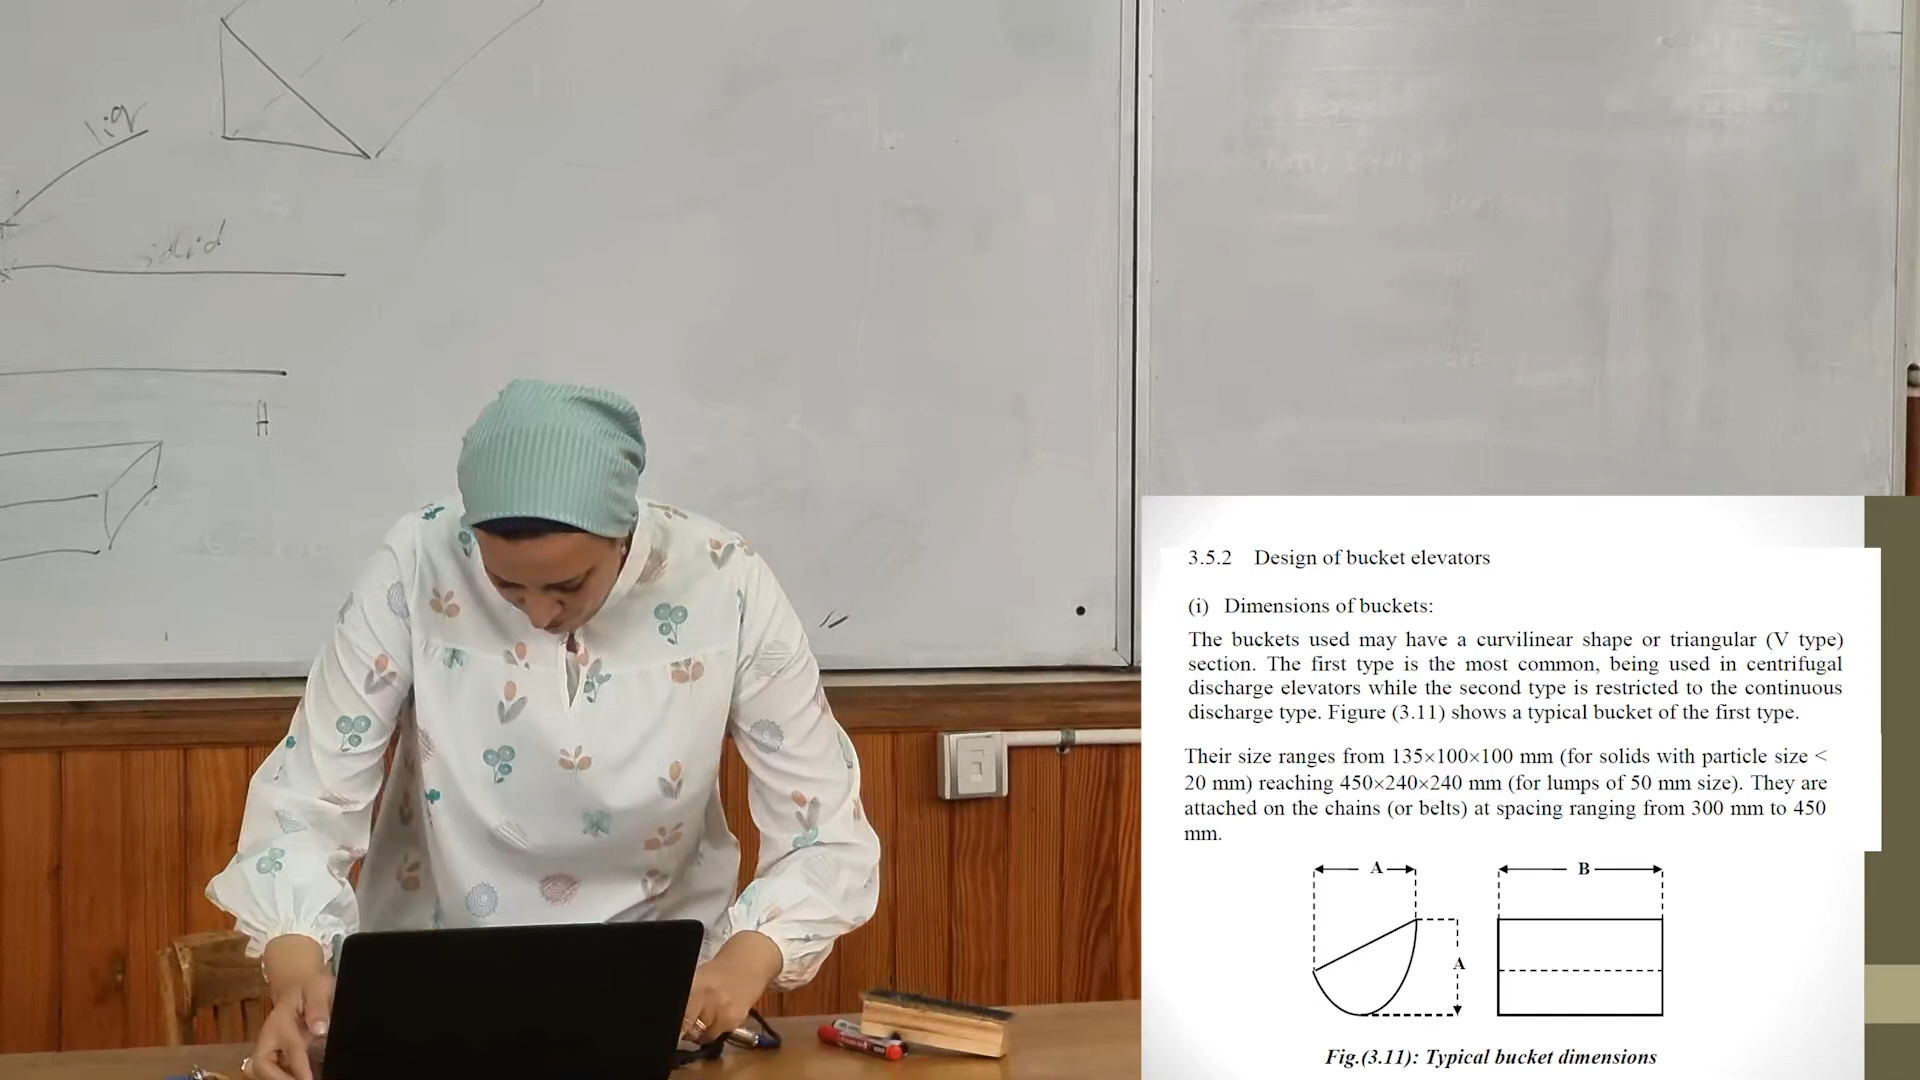 liq
solid
H
3.5.2 Design of bucket elevators
(i) Dimensions of buckets:
The buckets used may have a curvilinear shape or triangular (V type)
section. The first type is the most common, being used in centrifugal
discharge elevators while the second type is restricted to the continuous
discharge type. Figure (3.11) shows a typical bucket of the first type.
Their size ranges from 135×100×100 mm (for solids with particle size <
20 mm) reaching 450×240×240 mm (for lumps of 50 mm size). They are
attached on the chains (or belts) at spacing ranging from 300 mm to 450
mm.
A B
A
Fig.(3.11): Typical bucket dimensions